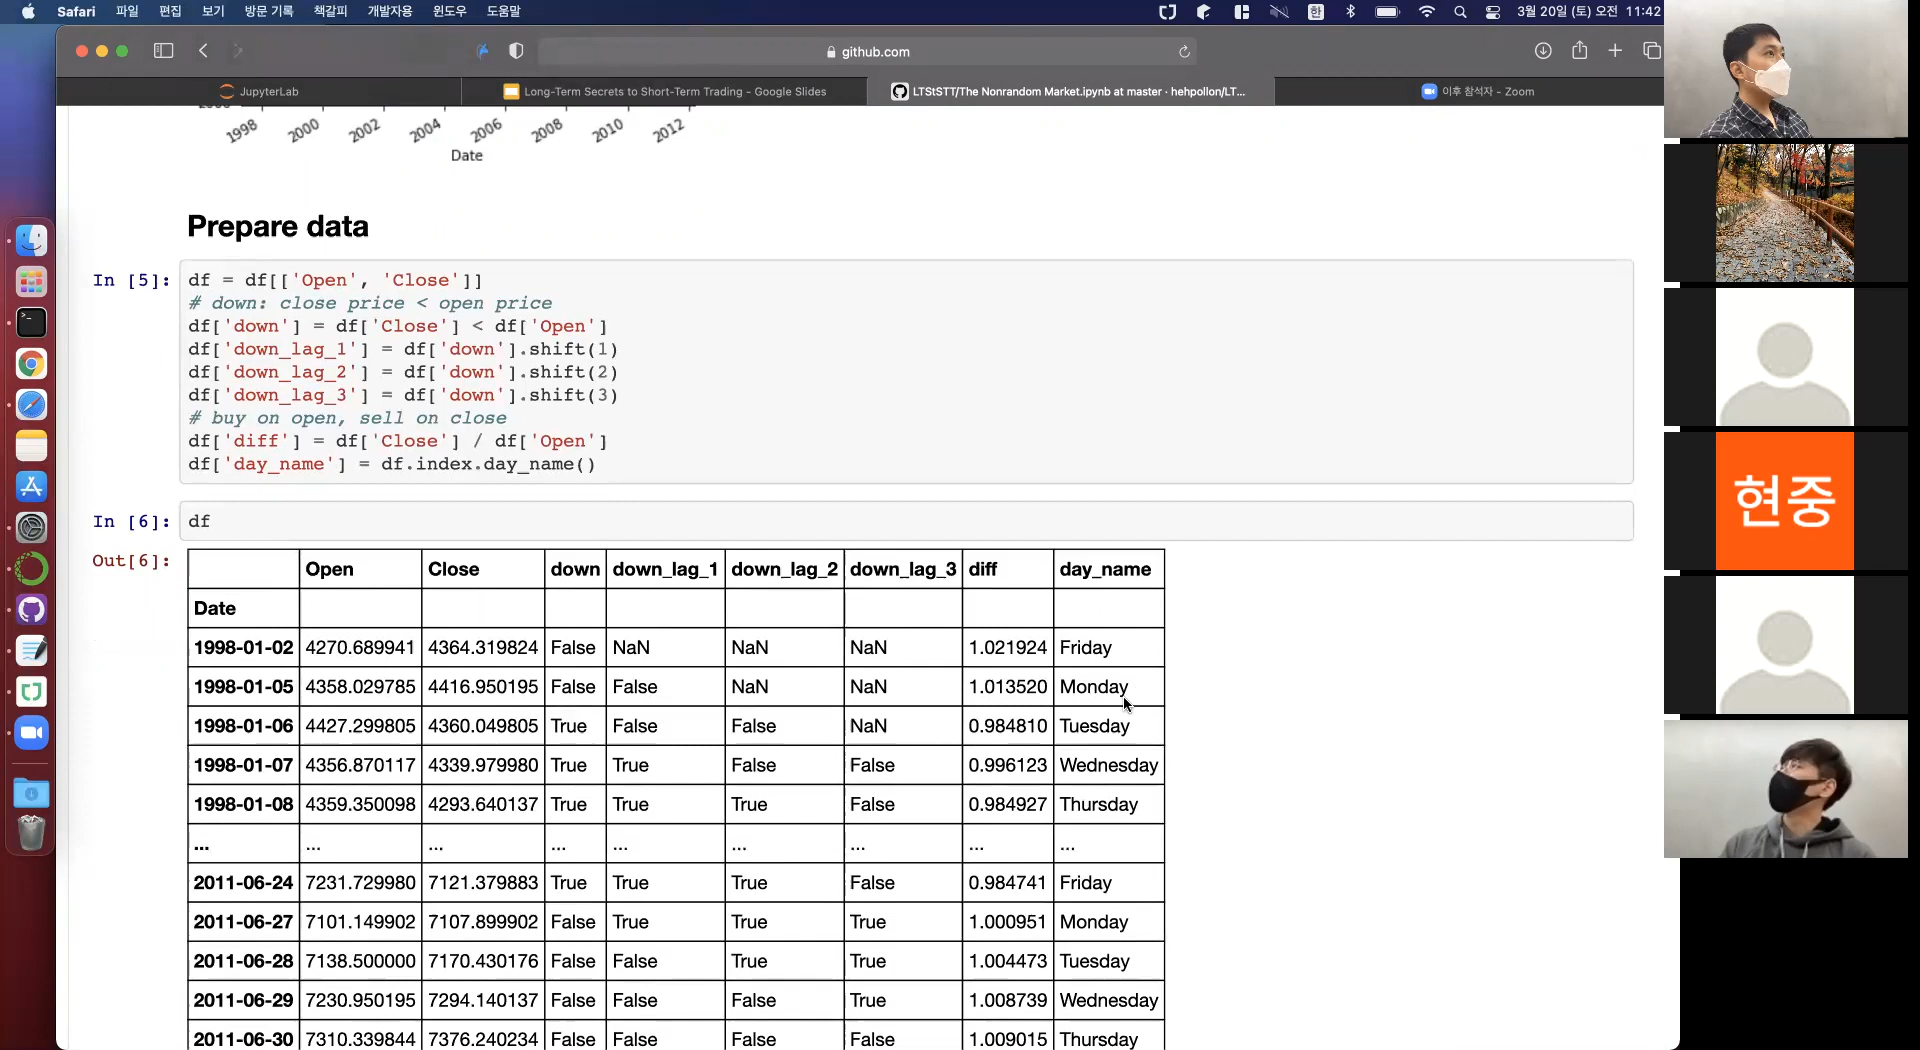 Safari 파일 편집 보기 방문 기록 책갈피 개발자용 윈도우 도움말 한 3월 20일 (토) 오전 11:42
github.com
JupyterLab
Long-Term Secrets to Short-Term Trading - Google Slides
LTStSTT/The Nonrandom Market.ipynb at master · hehpollon/LT...
이후 참석자 - Zoom
1998 2000 2002 2004 2006 2008 2010 2012
Date
Prepare data
In [5]:
df = df[['Open', 'Close']]
# down: close price < open price
df['down'] = df['Close'] < df['Open']
df['down_lag_1'] = df['down'].shift(1)
df['down_lag_2'] = df['down'].shift(2)
df['down_lag_3'] = df['down'].shift(3)
# buy on open, sell on close
df['diff'] = df['Close'] / df['Open']
df['day_name'] = df.index.day_name()
In [6]: df
Out[6]:
Open Close down down_lag_1 down_lag_2 down_lag_3 diff day_name
Date
1998-01-02 4270.689941 4364.319824 False NaN NaN NaN 1.021924 Friday
1998-01-05 4358.029785 4416.950195 False False NaN NaN 1.013520 Monday
1998-01-06 4427.299805 4360.049805 True False False NaN 0.984810 Tuesday
1998-01-07 4356.870117 4339.979980 True True False False 0.996123 Wednesday
1998-01-08 4359.350098 4293.640137 True True True False 0.984927 Thursday
... ... ... ... ... ... ... ... ...
2011-06-24 7231.729980 7121.379883 True True True False 0.984741 Friday
2011-06-27 7101.149902 7107.899902 False True True True 1.000951 Monday
2011-06-28 7138.500000 7170.430176 False False True True 1.004473 Tuesday
2011-06-29 7230.950195 7294.140137 False False False True 1.008739 Wednesday
2011-06-30 7310.339844 7376.240234 False False False False 1.009015 Thursday
현중